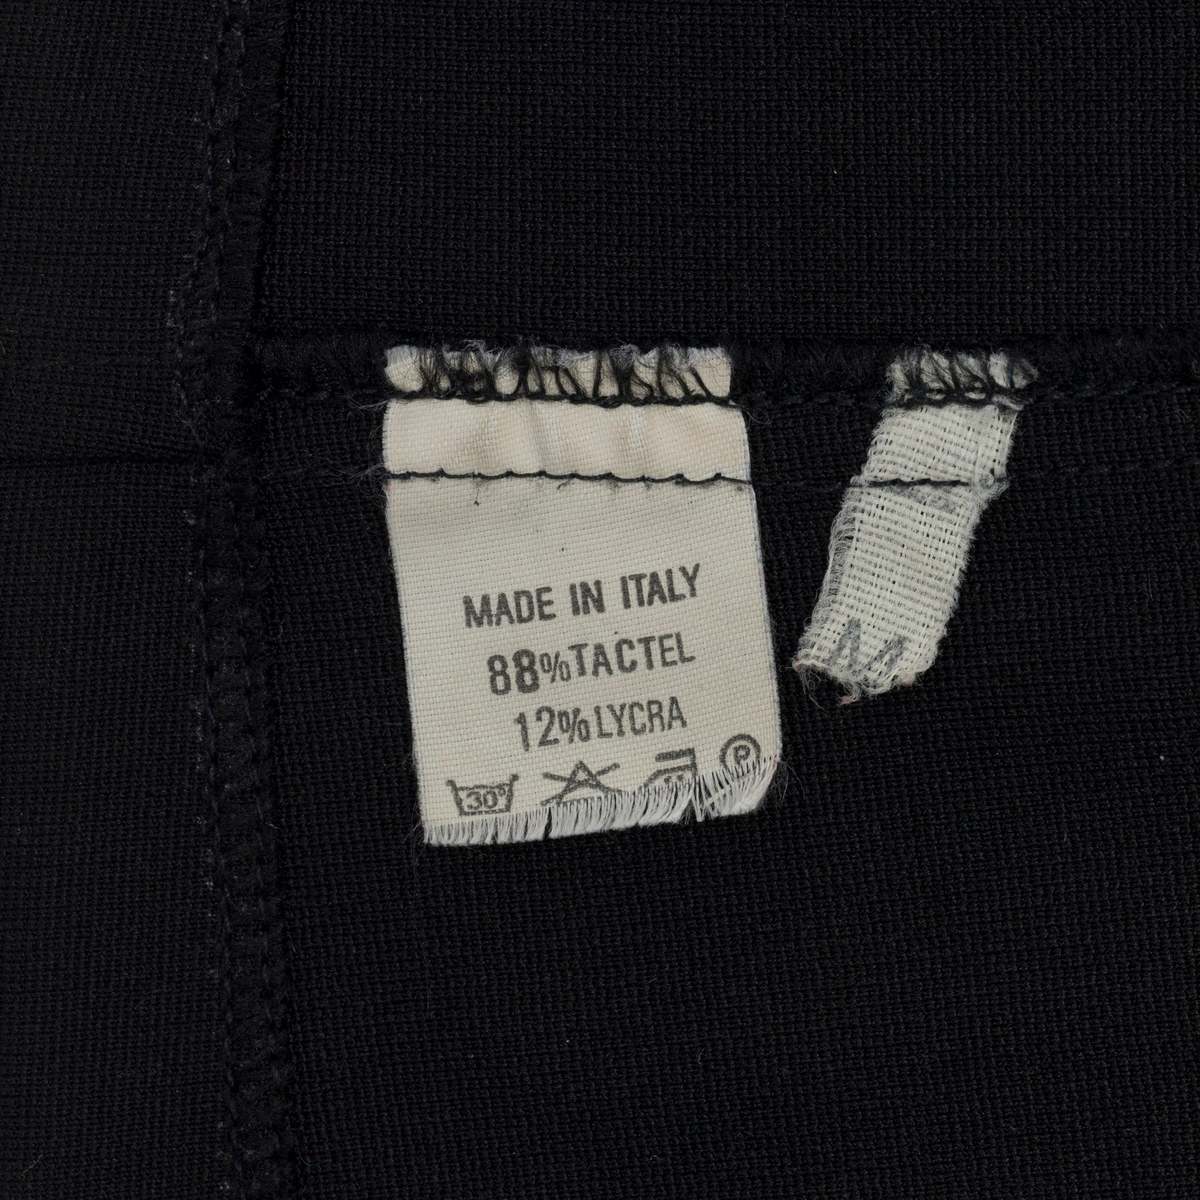 MADE IN ITALY
88% TACTEL
12% LYCRA
30°
P
M